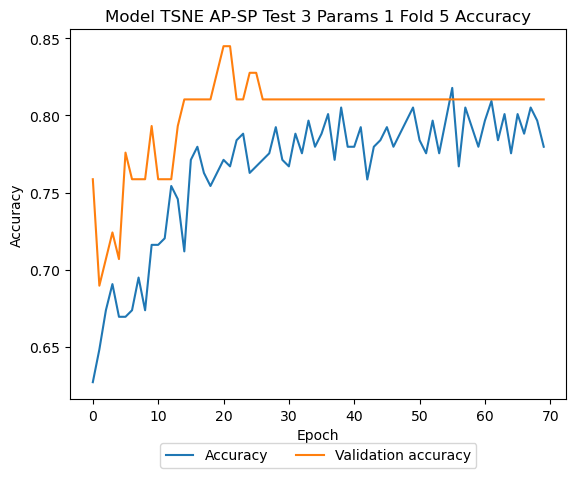 Model TSNE AP-SP Test 3 Params 1 Fold 5 Accuracy
0.85
0.80
0.75
0.70
0.65
Accuracy
0 10 20 30 40 50 60 70
Epoch
Accuracy Validation accuracy